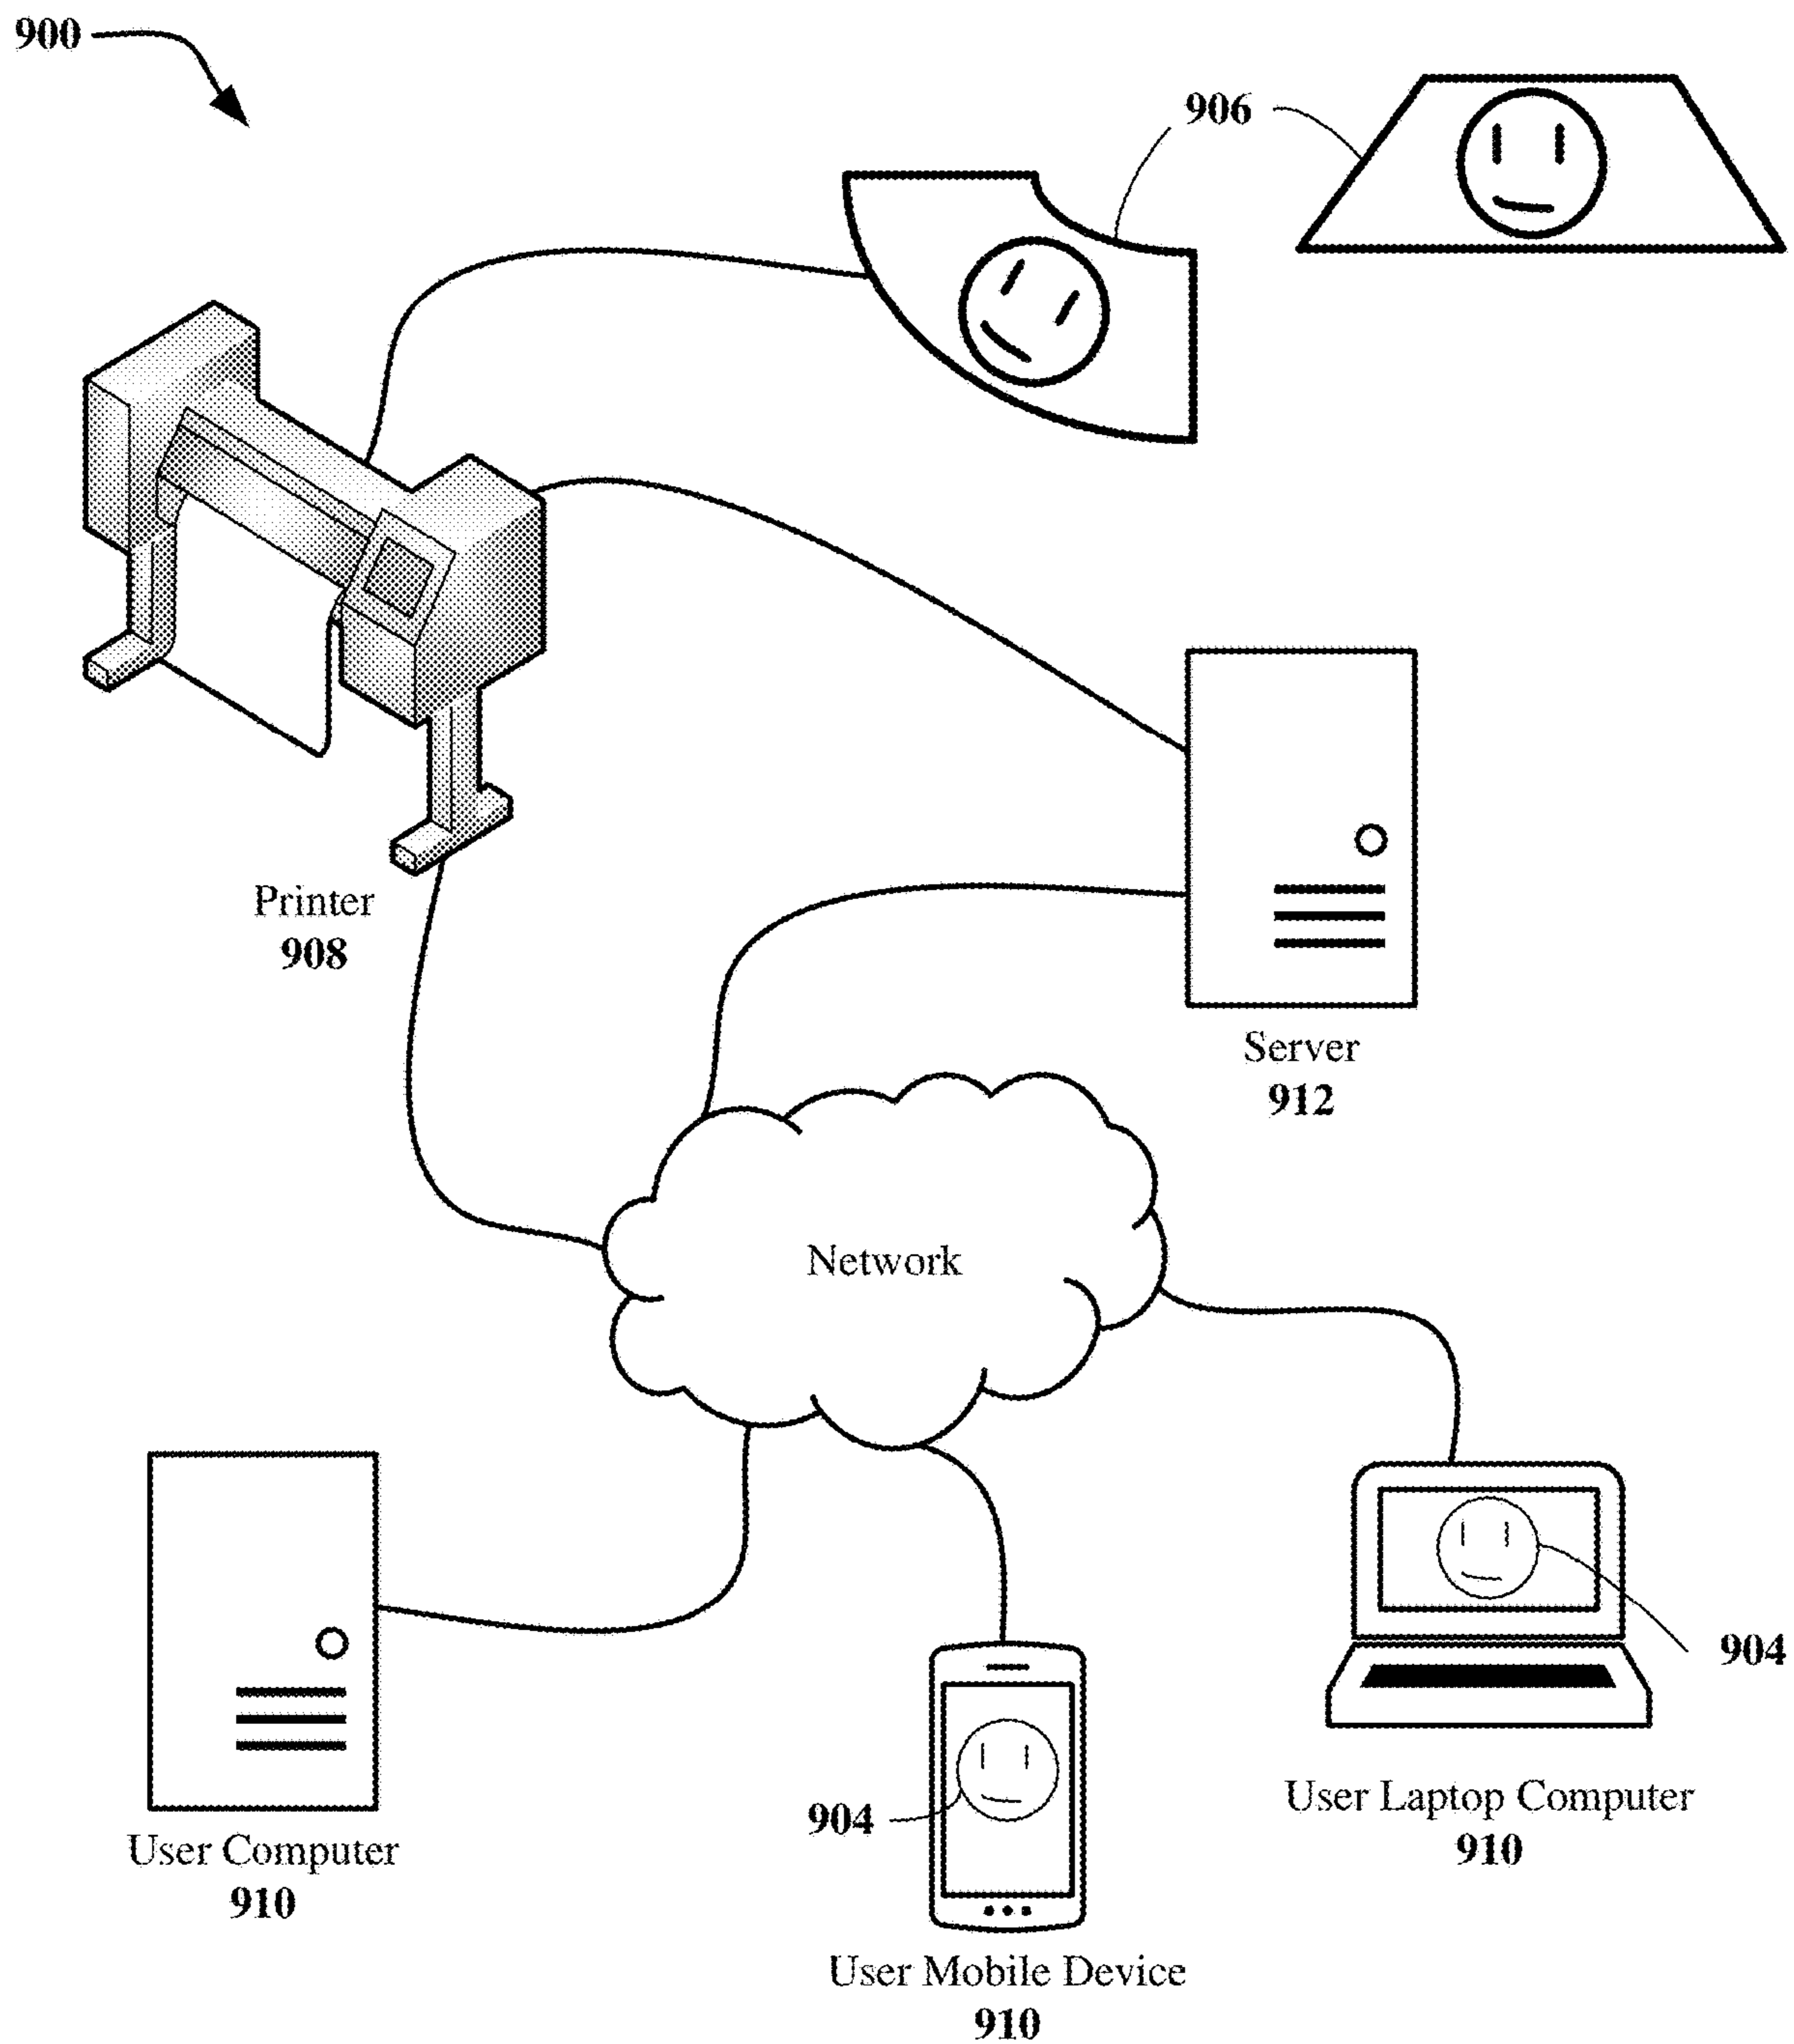 900
906
Printer
908
Server
912
Network
904
904
User Computer
910
User Mobile Device
910
User Laptop Computer
910